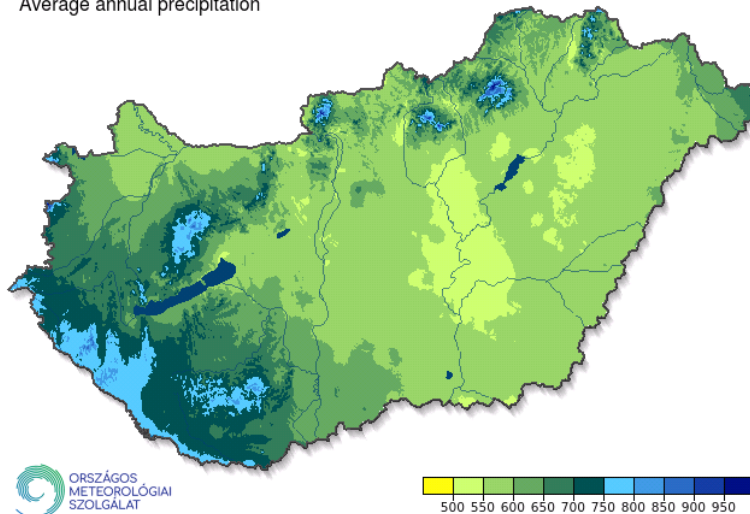 Average annual precipitation
ORSZÁGOS
METEOROLÓGIAI
SZOLGÁLAT
500 550 600 650 700 750 800 850 900 950